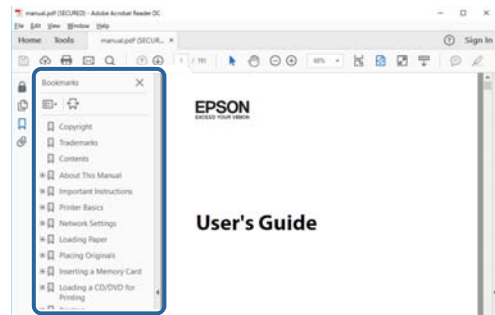 manual.pdf (SECURED) - Adobe Acrobat Reader DC
File Edit View Window Help
Home Tools manual.pdf (SECUR... ×
Sign In
1 / 191
Bookmarks
Copyright
Trademarks
Contents
About This Manual
Important Instructions
Printer Basics
Network Settings
Loading Paper
Placing Originals
Inserting a Memory Card
Loading a CD/DVD for
Printing
EPSON
EXCEED YOUR VISION
User's Guide